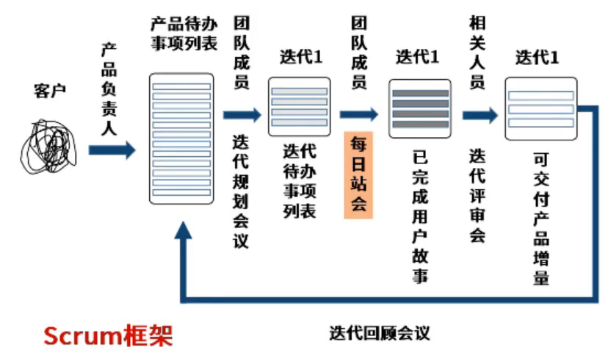 客户
产品负责人
产品待办
事项列表
团队成员
迭代规划会议
迭代1
迭代
待办
事项
列表
团队成员
每日站会
迭代1
已完成用户故事
相关人员
迭代评审会
迭代1
可交付产品增量
Scrum框架
迭代回顾会议